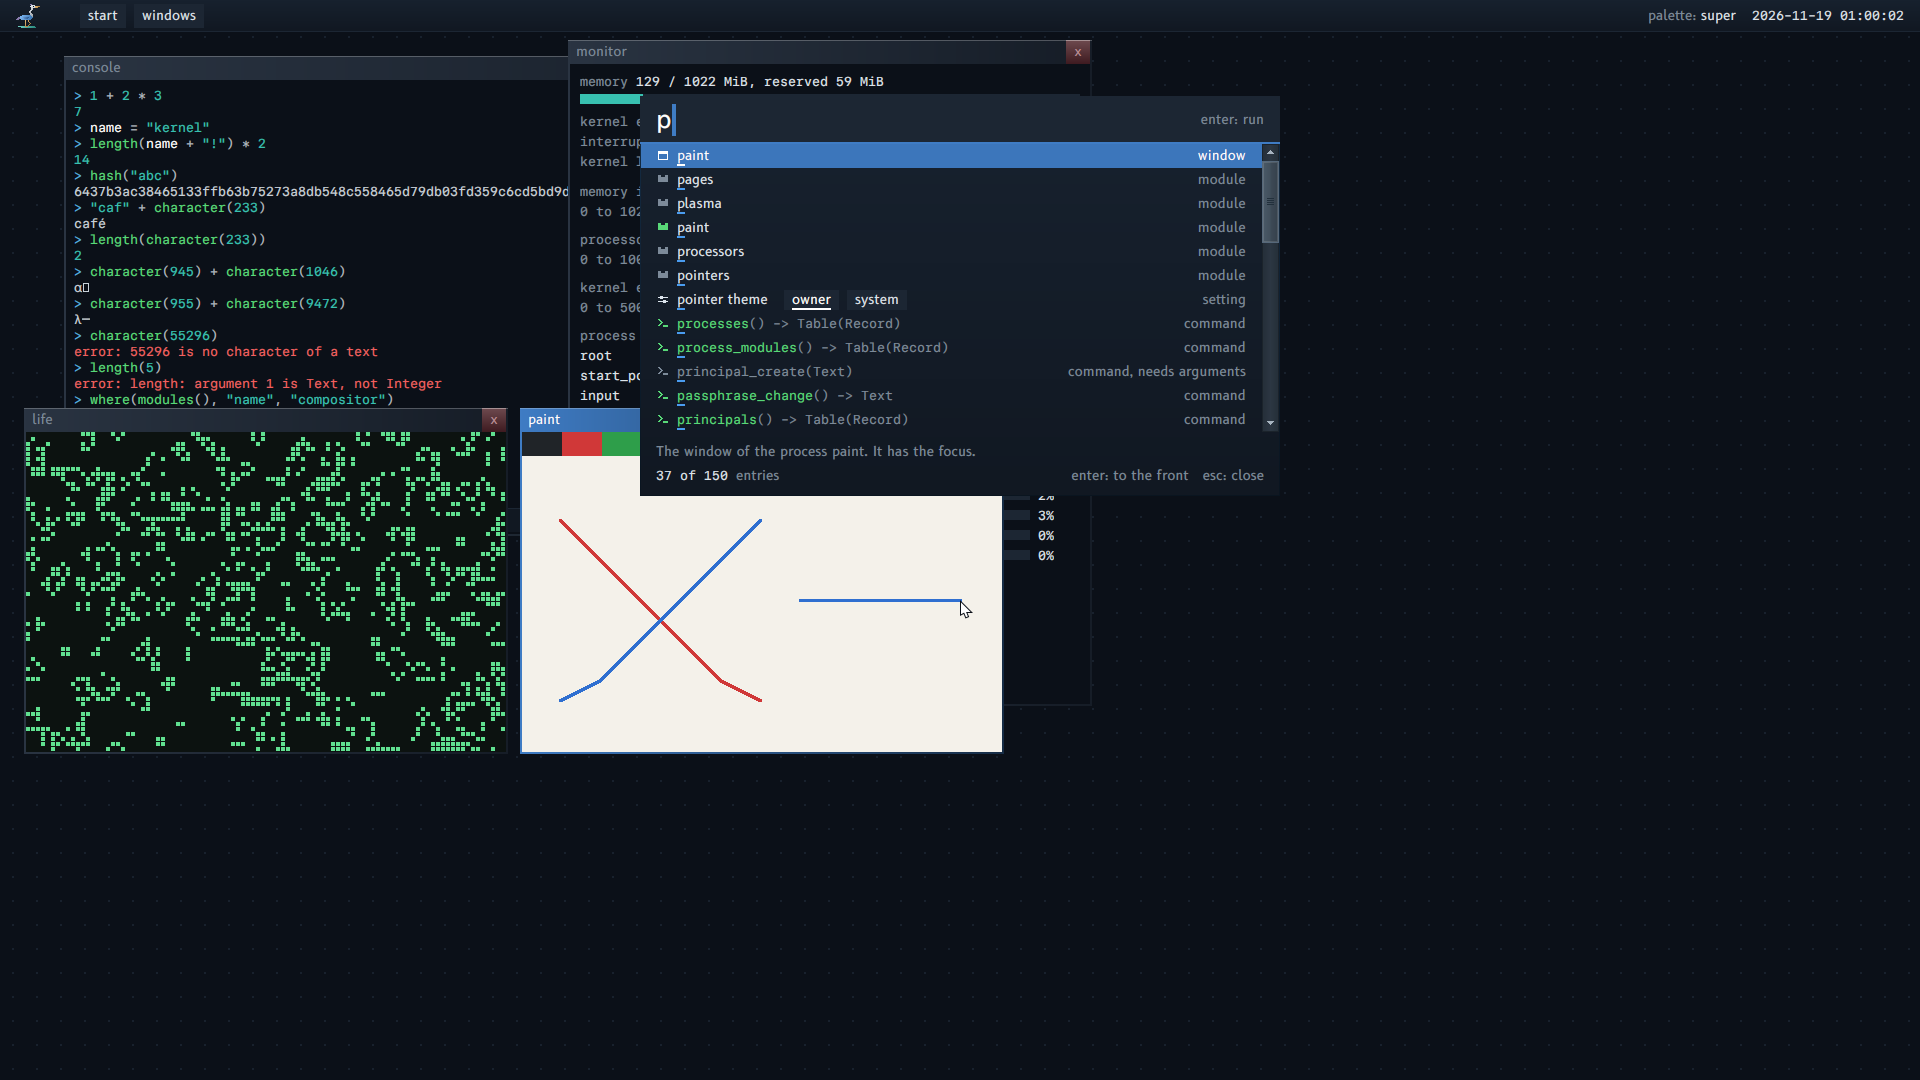 start windows palette: super 2026-11-19 01:00:02
console
> 1 + 2 * 3
7
> name = "kernel"
> length(name + "!") * 2
14
> hash("abc")
6437b3ac38465133ffb63b75273a8db548c558465d79db03fd359c6cd5bd9d
> "caf" + character(233)
café
> length(character(233))
2
> character(945) + character(1046)
α
> character(955) + character(9472)
λ─
> character(55296)
error: 55296 is no character of a text
> length(5)
error: length: argument 1 is Text, not Integer
> where(modules(), "name", "compositor")
monitor x
memory 129 / 1022 MiB, reserved 59 MiB
kernel
interrup
kernel
memory
0 to 102
processo
0 to 100
kernel
0 to 500
process
root
start_po
input
2%
3%
0%
0%
p enter: run
paint window
pages module
plasma module
paint module
processors module
pointers module
pointer theme owner system setting
processes() -> Table(Record) command
process_modules() -> Table(Record) command
principal_create(Text) command, needs arguments
passphrase_change() -> Text command
principals() -> Table(Record) command
The window of the process paint. It has the focus.
37 of 150 entries enter: to the front esc: close
life x
paint